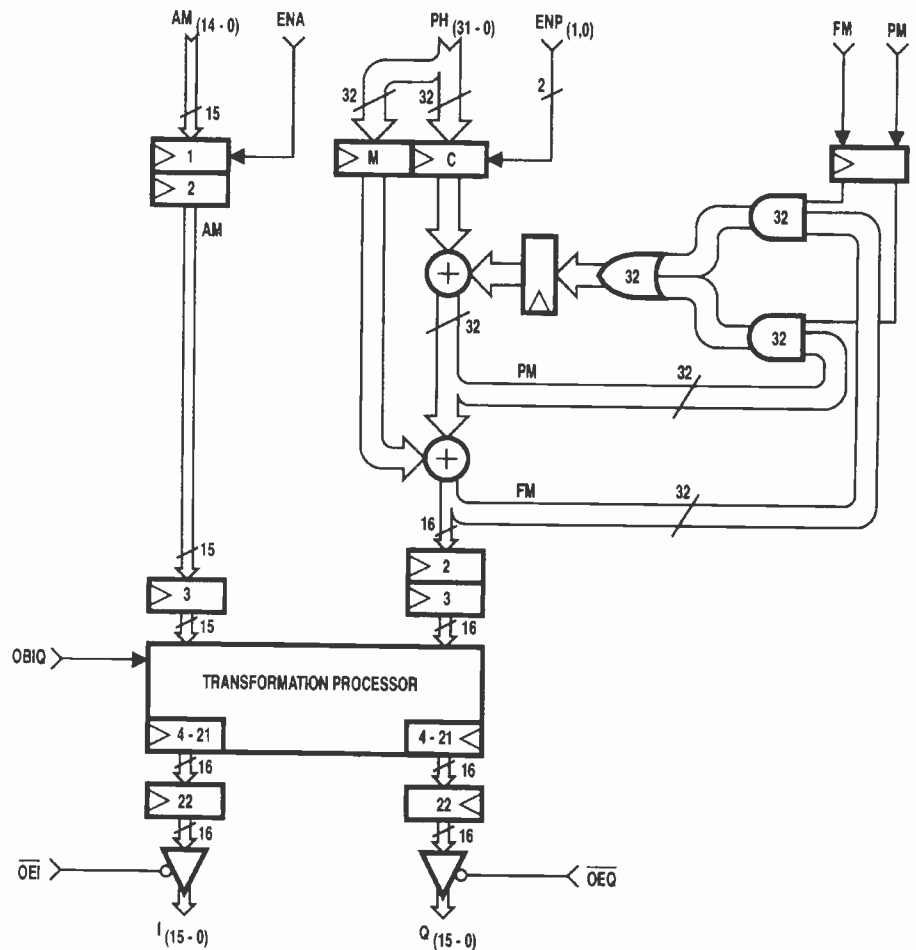 AM (14 - 0) ENA PH (31 - 0) ENP (1,0) FM PM
32 32 2
15
1 M C
2
AM
32
32
32
32
PM 32
FM 32
16
15 2
3 3
15 16
OBIQ
TRANSFORMATION PROCESSOR
4 - 21 4 - 21
16 16
22 22
16 16
OEI OEQ
I (15 - 0) Q (15 - 0)